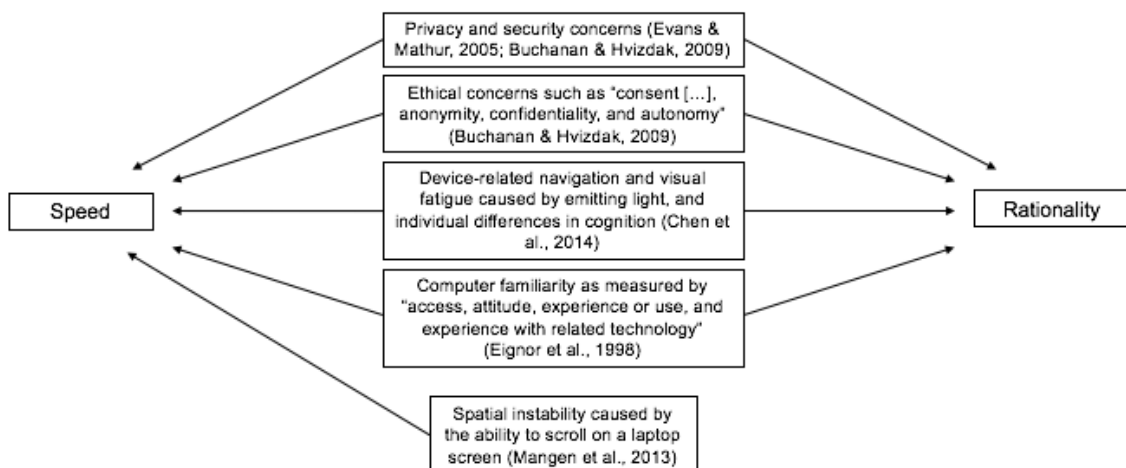 Privacy and security concerns (Evans &
Mathur, 2005; Buchanan & Hvizdak, 2009)
Ethical concerns such as “consent [...],
anonymity, confidentiality, and autonomy”
(Buchanan & Hvizdak, 2009)
Speed
Device-related navigation and visual
fatigue caused by emitting light, and
individual differences in cognition (Chen et
al., 2014)
Rationality
Computer familiarity as measured by
“access, attitude, experience or use, and
experience with related technology”
(Eignor et al., 1998)
Spatial instability caused by
the ability to scroll on a laptop
screen (Mangen et al., 2013)